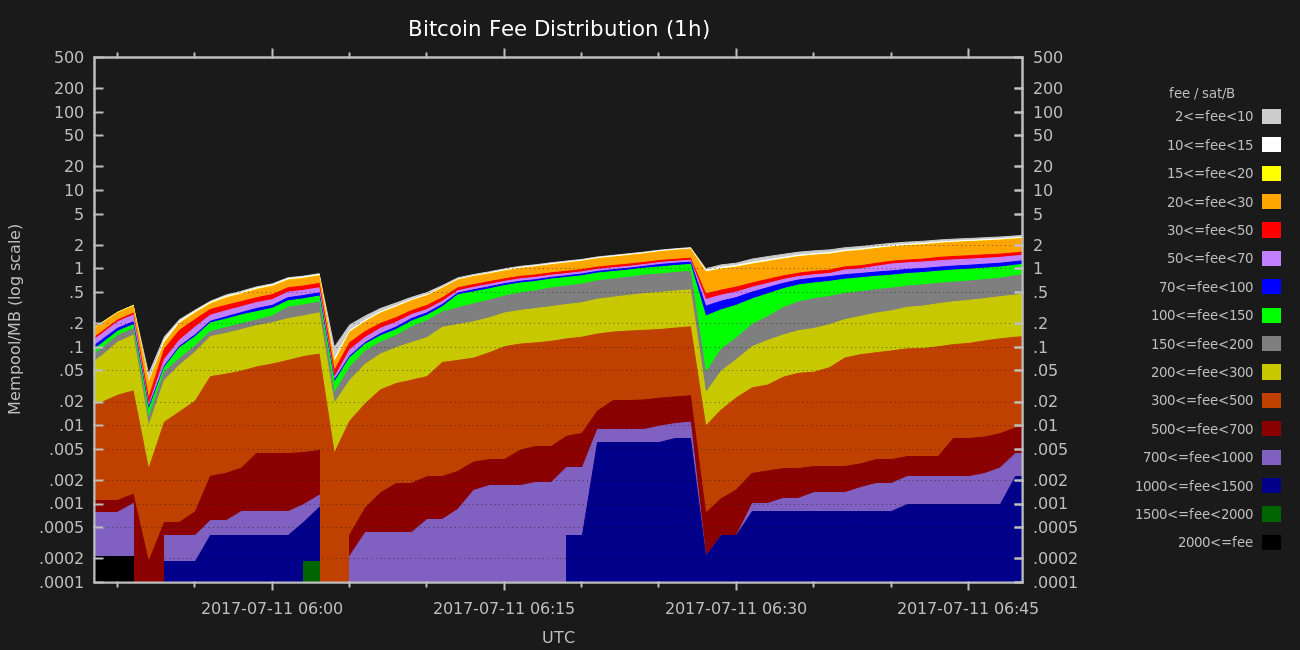 Bitcoin Fee Distribution (1h)
Mempool/MB (log scale)
500
200
100
50
20
10
5
2
1
.5
.2
.1
.05
.02
.01
.005
.002
.001
.0005
.0002
.0001
500
200
100
50
20
10
5
2
1
.5
.2
.1
.05
.02
.01
.005
.002
.001
.0005
.0002
.0001
2017-07-11 06:00
2017-07-11 06:15
2017-07-11 06:30
2017-07-11 06:45
UTC
fee / sat/B
2<=fee<10
10<=fee<15
15<=fee<20
20<=fee<30
30<=fee<50
50<=fee<70
70<=fee<100
100<=fee<150
150<=fee<200
200<=fee<300
300<=fee<500
500<=fee<700
700<=fee<1000
1000<=fee<1500
1500<=fee<2000
2000<=fee